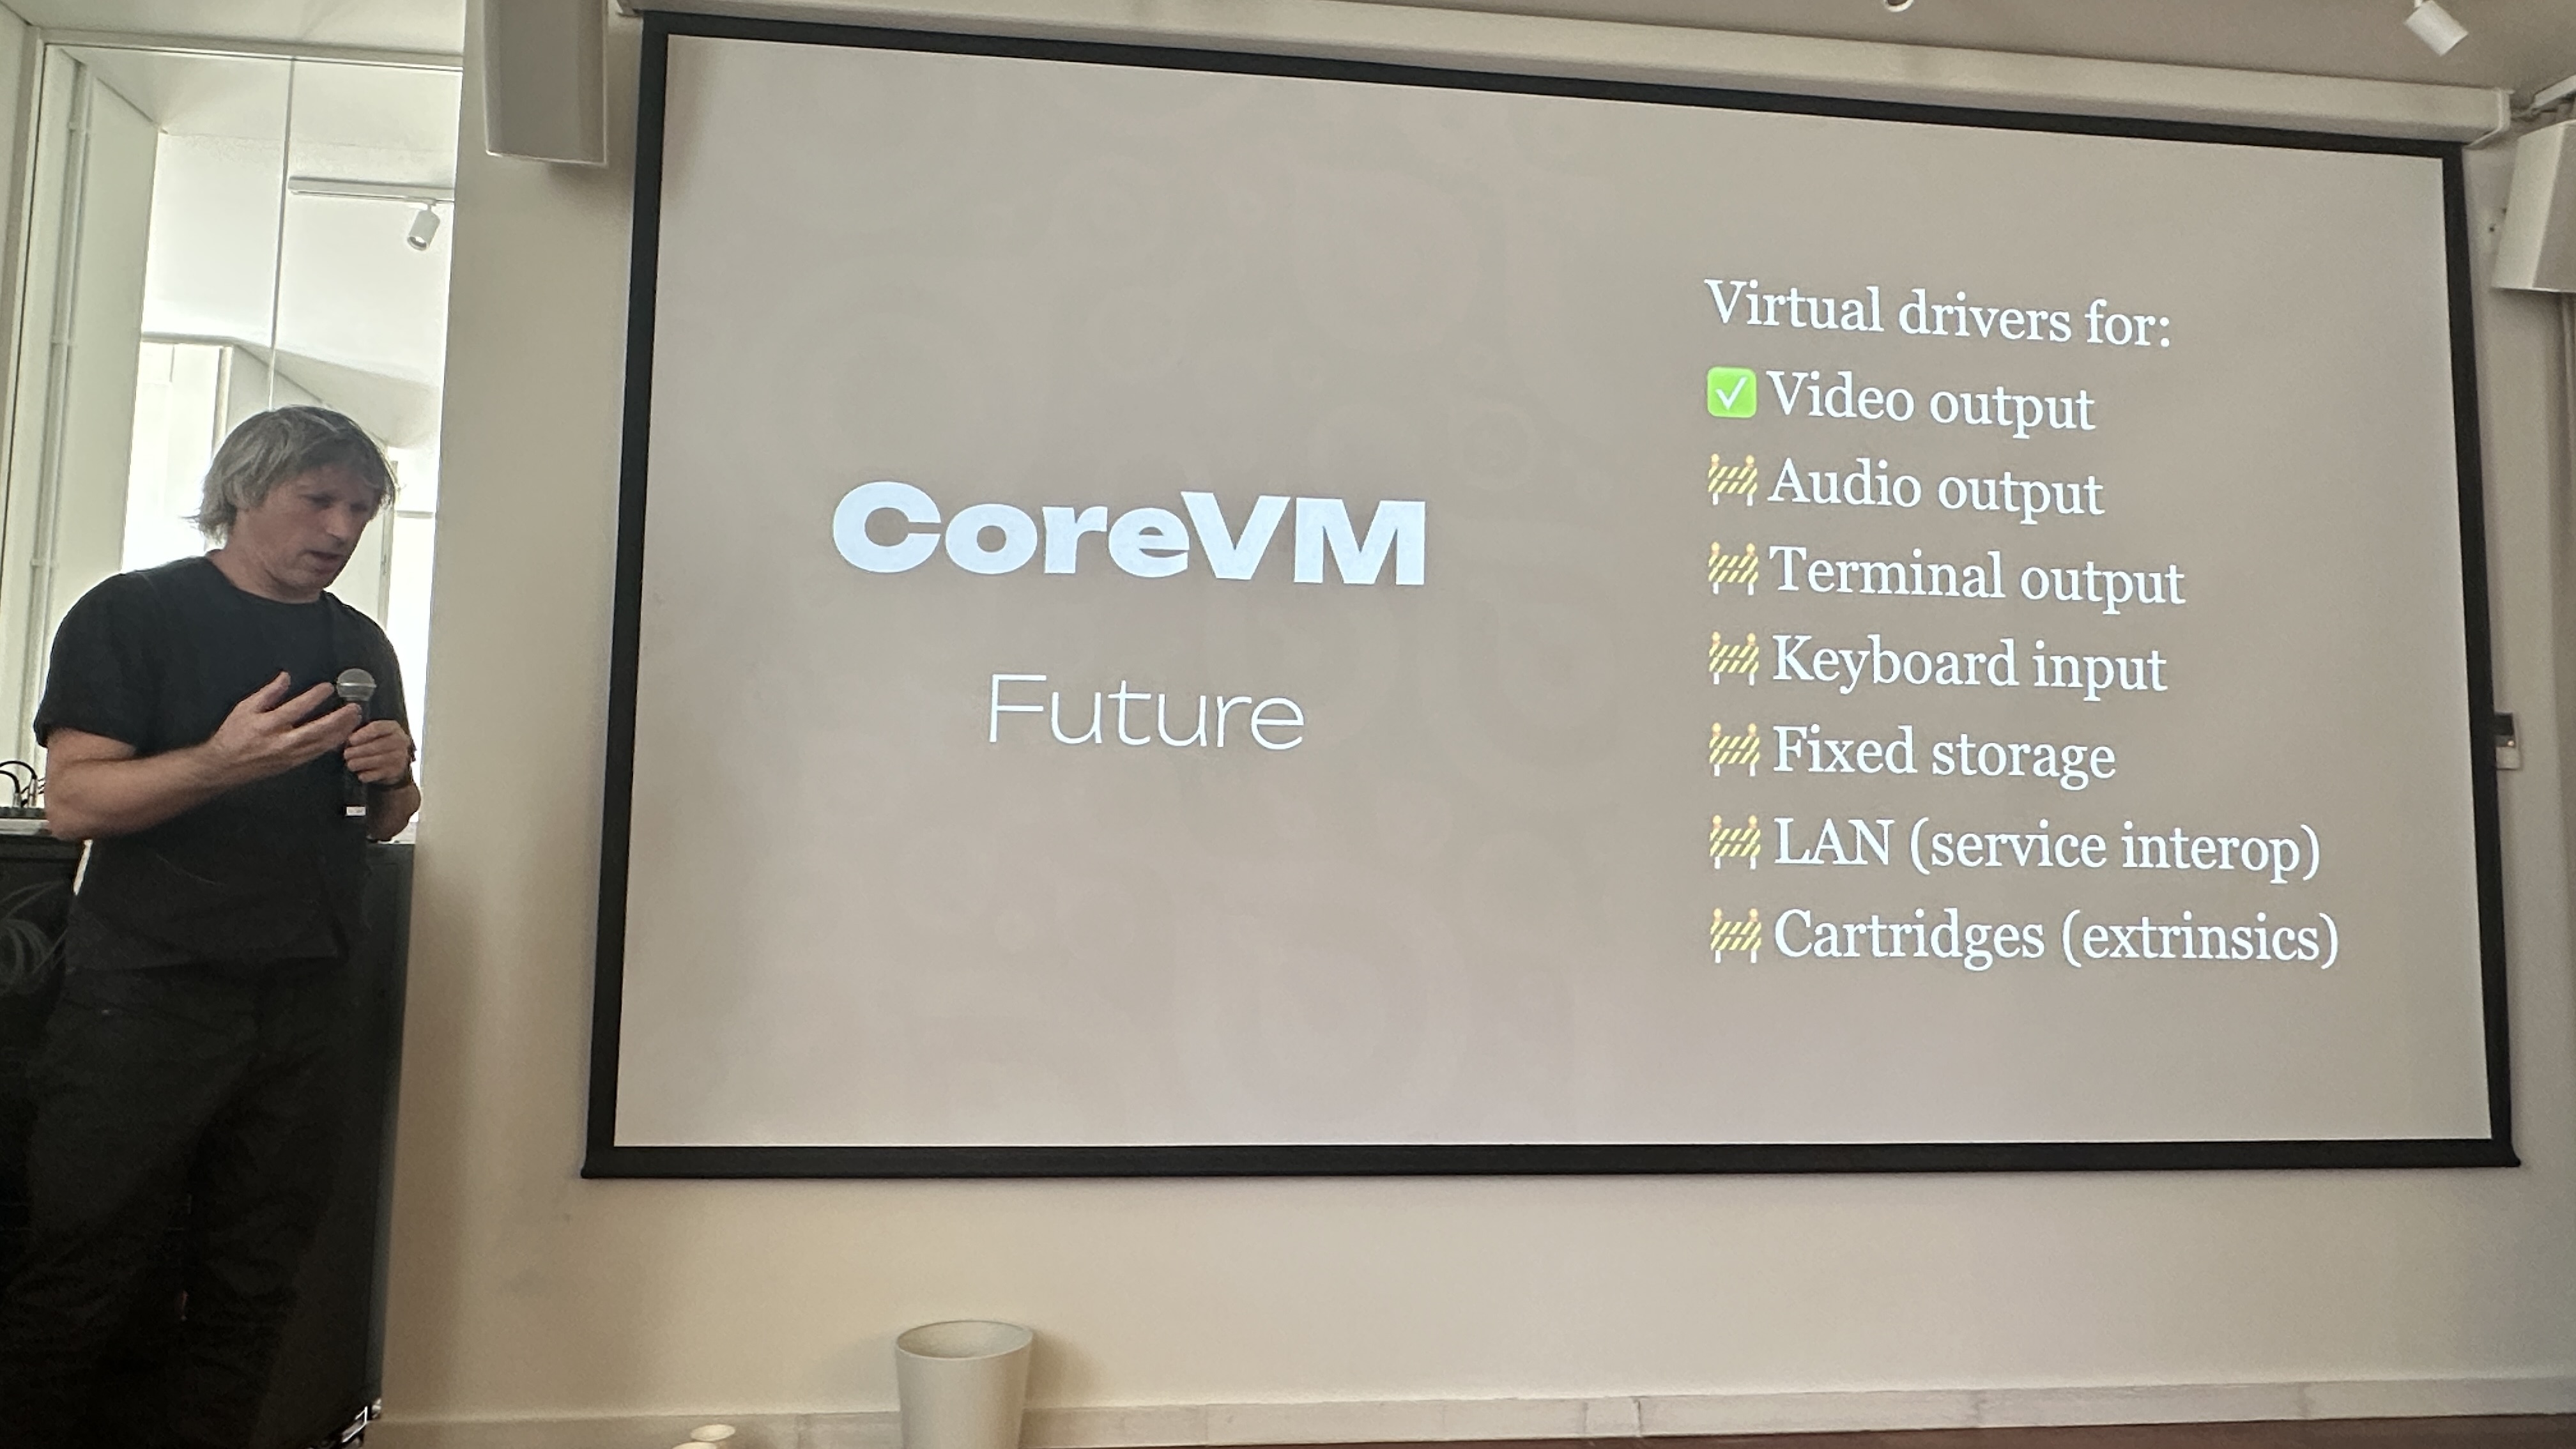 CoreVM
Future
Virtual drivers for:
✅ Video output
🚧 Audio output
🚧 Terminal output
🚧 Keyboard input
🚧 Fixed storage
🚧 LAN (service interop)
🚧 Cartridges (extrinsics)